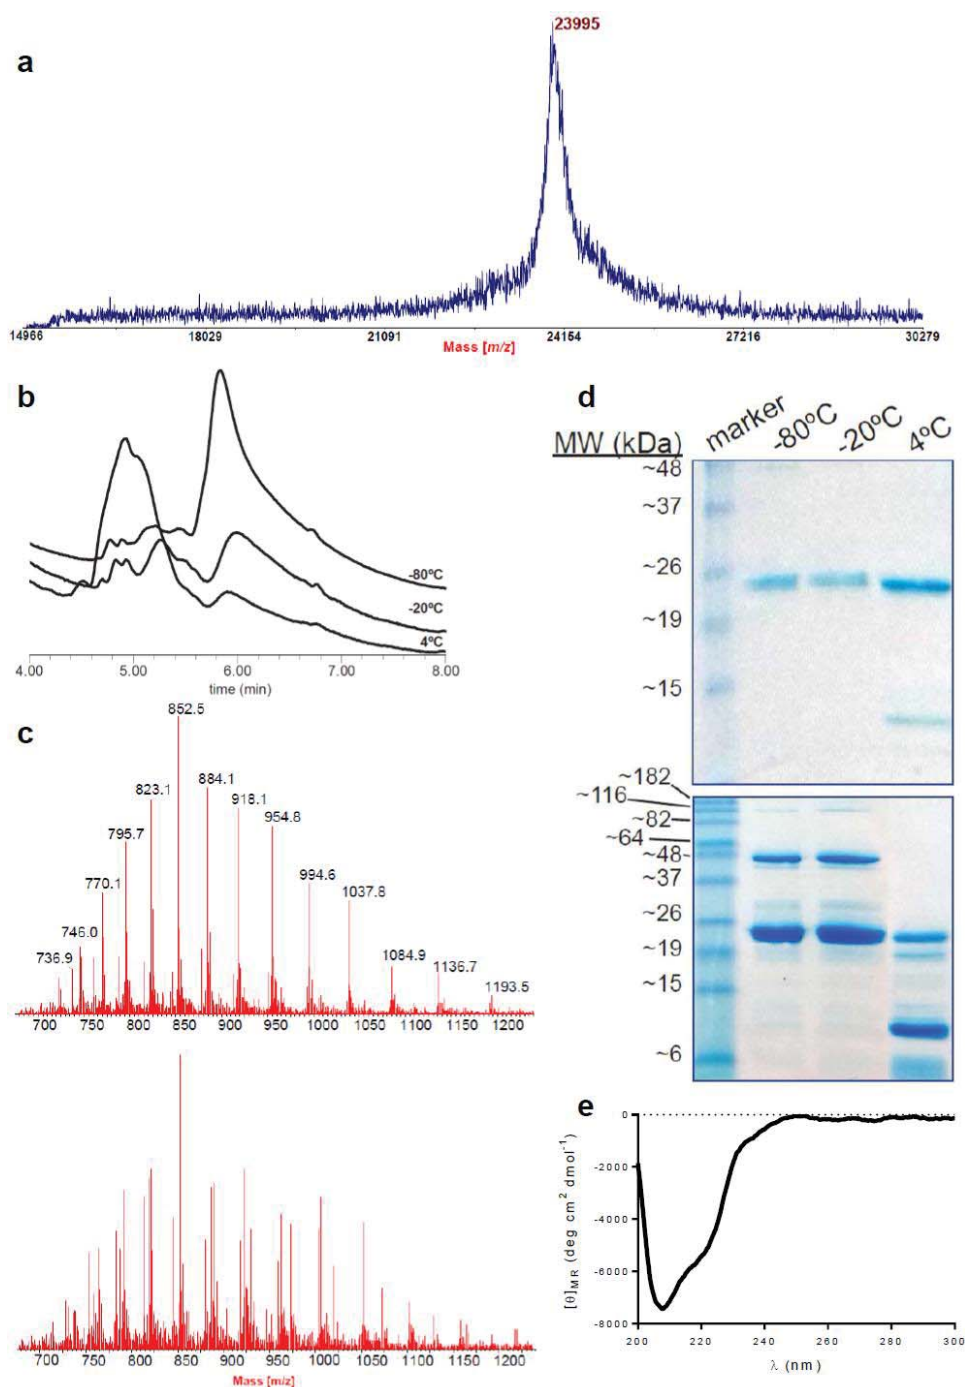 a
23995
14966 18029 21091 24154 27216 30279
Mass [m/z]
b
-80ºC
-20ºC
4ºC
4.00 5.00 6.00 7.00 8.00
time (min)
c
852.5
884.1
823.1
918.1
954.8
795.7
994.6
1037.8
770.1
746.0
736.9
1084.9
1136.7
1193.5
700 750 800 850 900 950 1000 1050 1100 1200
700 750 800 850 900 950 1000 1050 1100 1200
Mass [m/z]
d
MW (kDa) marker -80ºC -20ºC 4ºC
~48
~37
~26
~19
~15
~182
~116
~82
~64
~48
~37
~26
~19
~15
~6
e
0
-2000
-4000
-6000
-8000
[θ]MR (deg cm2 dmol-1)
200 220 240 260 280 300
λ (nm)